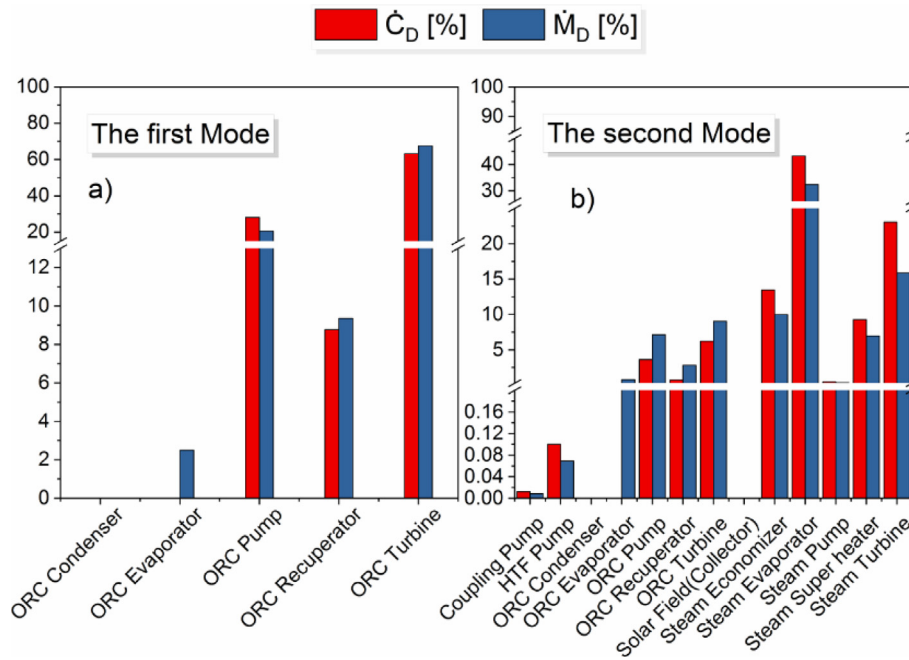 Ċ_D [%] Ṁ_D [%]
The first Mode
a)
100
80
60
40
20
12
10
8
6
4
2
0
ORC Condenser
ORC Evaporator
ORC Pump
ORC Recuperator
ORC Turbine
The second Mode
b)
100
90
40
30
20
15
10
5
0.16
0.12
0.08
0.04
0.00
Coupling Pump
HTF Pump
ORC Condenser
ORC Evaporator
ORC Pump
ORC Recuperator
ORC Turbine
Solar Field(Collector)
Steam Economizer
Steam Evaporator
Steam Pump
Steam Super heater
Steam Turbine